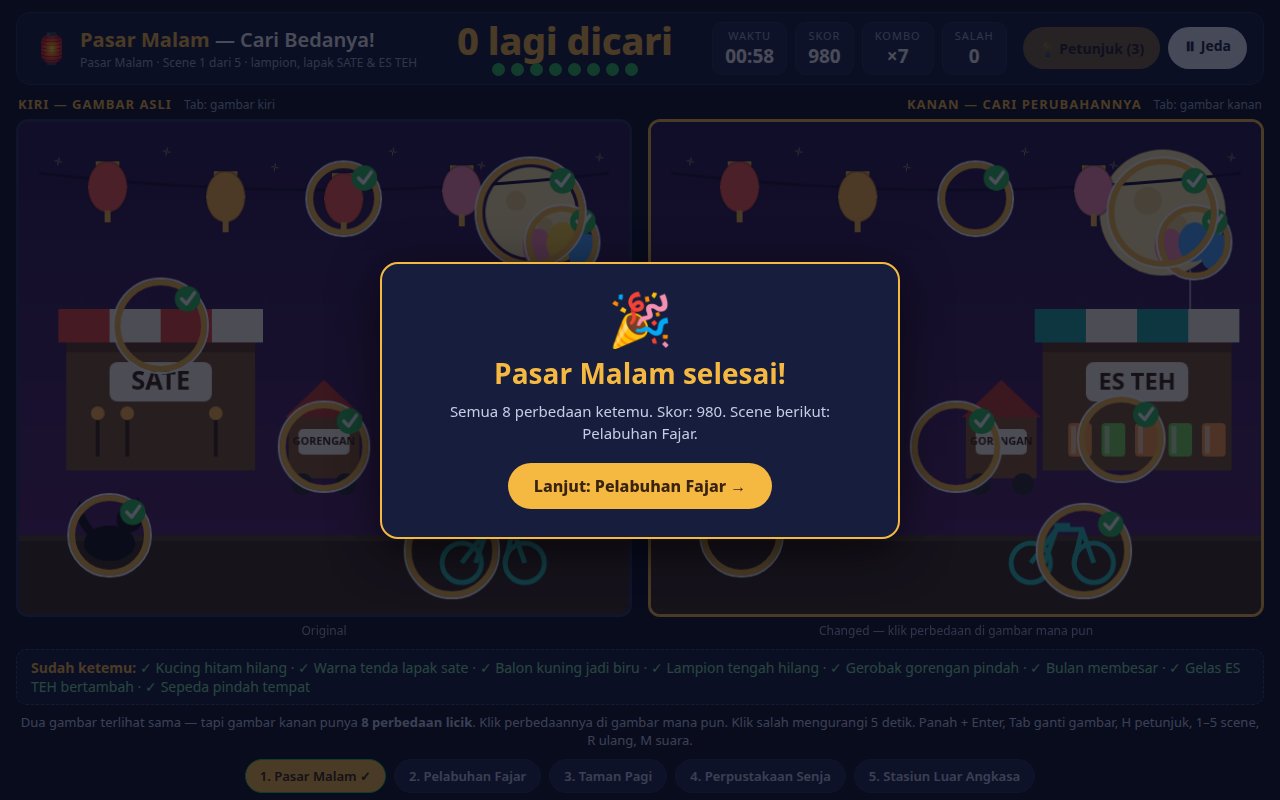 Pasar Malam — Cari Bedanya!
Pasar Malam · Scene 1 dari 5 · lampion, lapak SATE & ES TEH
0 lagi dicari
WAKTU
00:58
SKOR
980
KOMBO
×7
SALAH
0
Petunjuk (3)
⏸ Jeda
KIRI — GAMBAR ASLI Tab: gambar kiri
KANAN — CARI PERUBAHANNYA Tab: gambar kanan
SATE
GORENGAN
GORENGAN
ES TEH
Pasar Malam selesai!
Semua 8 perbedaan ketemu. Skor: 980. Scene berikut:
Pelabuhan Fajar.
Lanjut: Pelabuhan Fajar →
Original
Changed — klik perbedaan di gambar mana pun
Sudah ketemu: ✓ Kucing hitam hilang · ✓ Warna tenda lapak sate · ✓ Balon kuning jadi biru · ✓ Lampion tengah hilang · ✓ Gerobak gorengan pindah · ✓ Bulan membesar · ✓ Gelas ES
TEH bertambah · ✓ Sepeda pindah tempat
Dua gambar terlihat sama — tapi gambar kanan punya 8 perbedaan licik. Klik perbedaannya di gambar mana pun. Klik salah mengurangi 5 detik. Panah + Enter, Tab ganti gambar, H petunjuk, 1–5 scene,
R ulang, M suara.
1. Pasar Malam ✓
2. Pelabuhan Fajar
3. Taman Pagi
4. Perpustakaan Senja
5. Stasiun Luar Angkasa